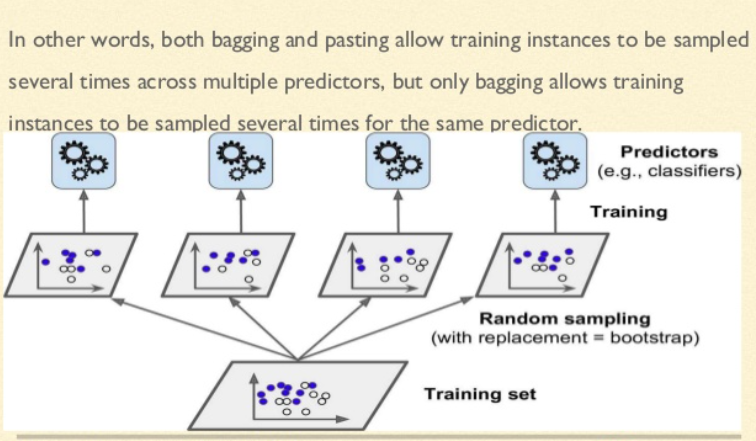 In other words, both bagging and pasting allow training instances to be sampled
several times across multiple predictors, but only bagging allows training
instances to be sampled several times for the same predictor.
Predictors
(e.g., classifiers)
Training
Random sampling
(with replacement = bootstrap)
Training set